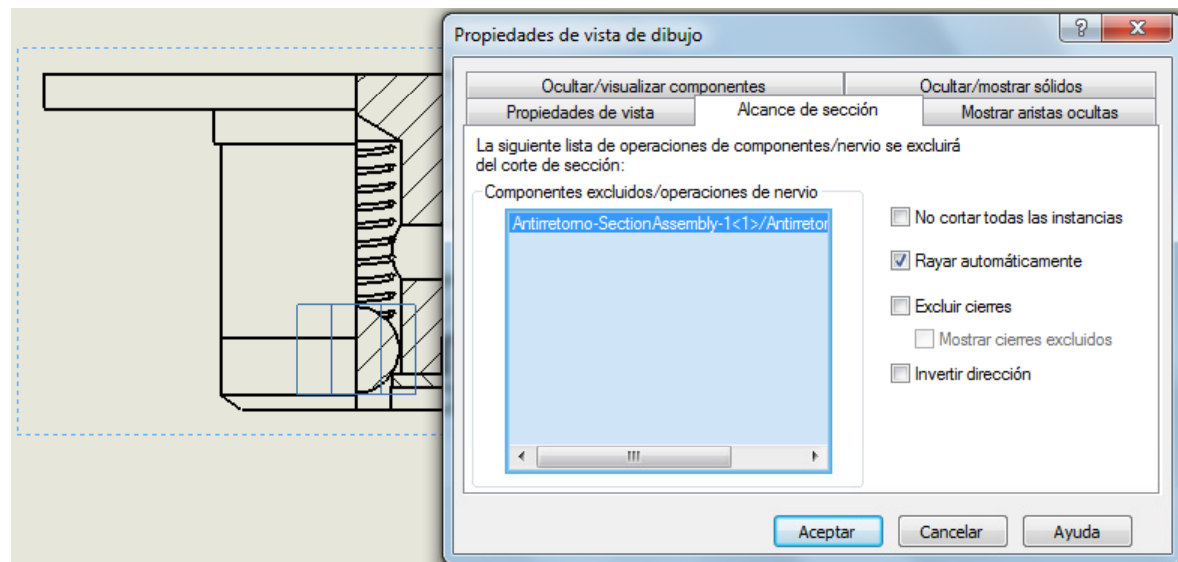 Propiedades de vista de dibujo
Ocultar/visualizar componentes
Ocultar/mostrar sólidos
Propiedades de vista
Alcance de sección
Mostrar aristas ocultas
La siguiente lista de operaciones de componentes/nervio se excluirá
del corte de sección:
Componentes excluidos/operaciones de nervio
Antirretorno-SectionAssembly-1<1>/Antirretor
No cortar todas las instancias
Rayar automáticamente
Excluir cierres
Mostrar cierres excluidos
Invertir dirección
Aceptar
Cancelar
Ayuda